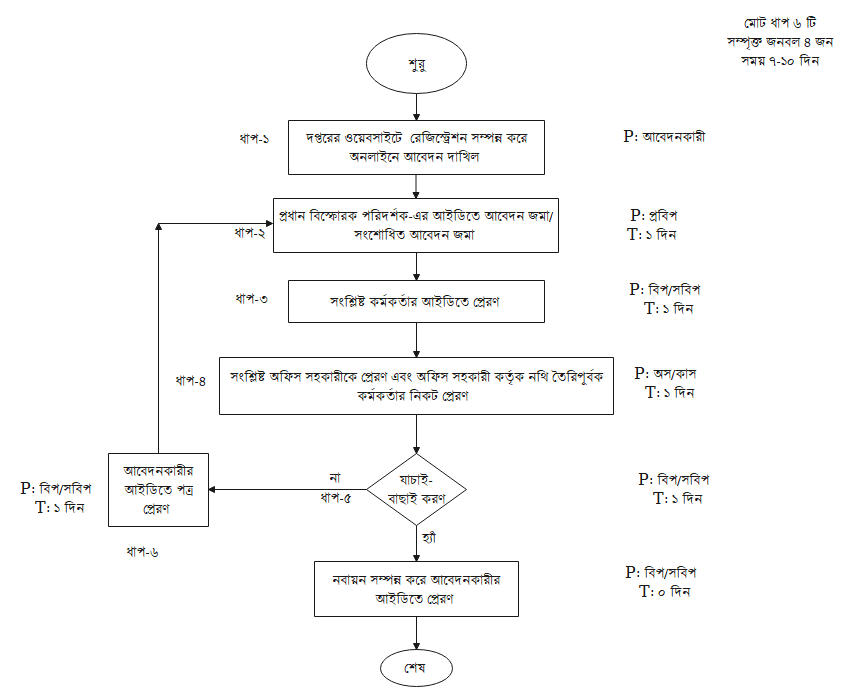 মোট ধাপ ৬ টি
সম্পৃক্ত জনবল ৪ জন
সময় ৭-১০ দিন
শুরু
ধাপ-১
দপ্তরের ওয়েবসাইটে রেজিস্ট্রেশন সম্পন্ন করে
অনলাইনে আবেদন দাখিল
P: আবেদনকারী
ধাপ-২
প্রধান বিস্ফোরক পরিদর্শক-এর আইডিতে আবেদন জমা/
সংশোধিত আবেদন জমা
P: প্রবিপ
T: ১ দিন
ধাপ-৩
সংশ্লিষ্ট কর্মকর্তার আইডিতে প্রেরণ
P: বিপ/সবিপ
T: ১ দিন
ধাপ-৪
সংশ্লিষ্ট অফিস সহকারীকে প্রেরণ এবং অফিস সহকারী কর্তৃক নথি তৈরিপূর্বক
কর্মকর্তার নিকট প্রেরণ
P: অস/কাস
T: ১ দিন
P: বিপ/সবিপ
T: ১ দিন
আবেদনকারীর
আইডিতে পত্র
প্রেরণ
ধাপ-৬
না
ধাপ-৫
যাচাই-
বাছাই করণ
P: বিপ/সবিপ
T: ১ দিন
হ্যাঁ
নবায়ন সম্পন্ন করে আবেদনকারীর
আইডিতে প্রেরণ
P: বিপ/সবিপ
T: ০ দিন
শেষ